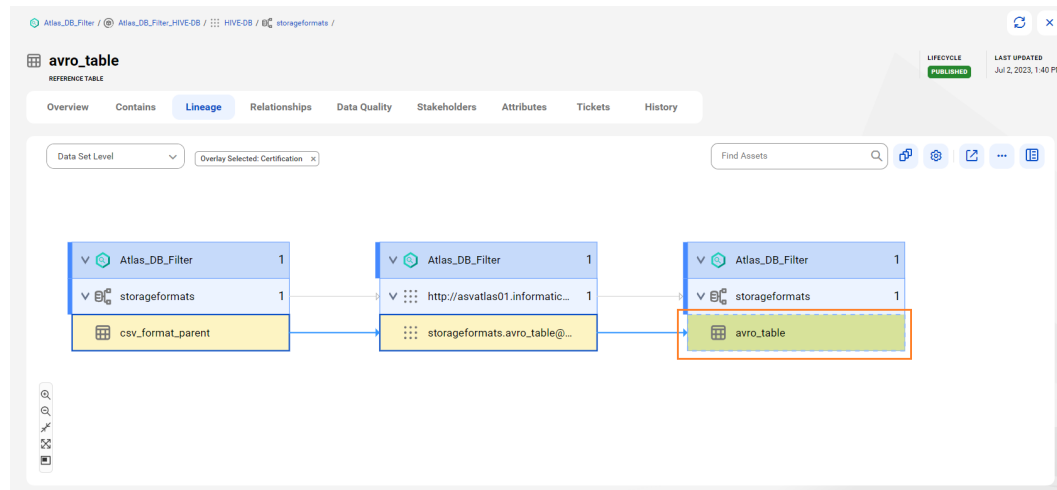 Atlas_DB_Filter / Atlas_DB_Filter_HIVE-DB / HIVE-DB / storageformats /
avro_table
REFERENCE TABLE
LIFECYCLE
PUBLISHED
LAST UPDATED
Jul 2, 2023, 1:40 P
Overview Contains Lineage Relationships Data Quality Stakeholders Attributes Tickets History
Data Set Level
Overlay Selected: Certification ×
Find Assets
Atlas_DB_Filter 1 Atlas_DB_Filter 1 Atlas_DB_Filter 1
storageformats 1 http://asvatlas01.informatic... 1 storageformats 1
csv_format_parent storageformats.avro_table@... avro_table